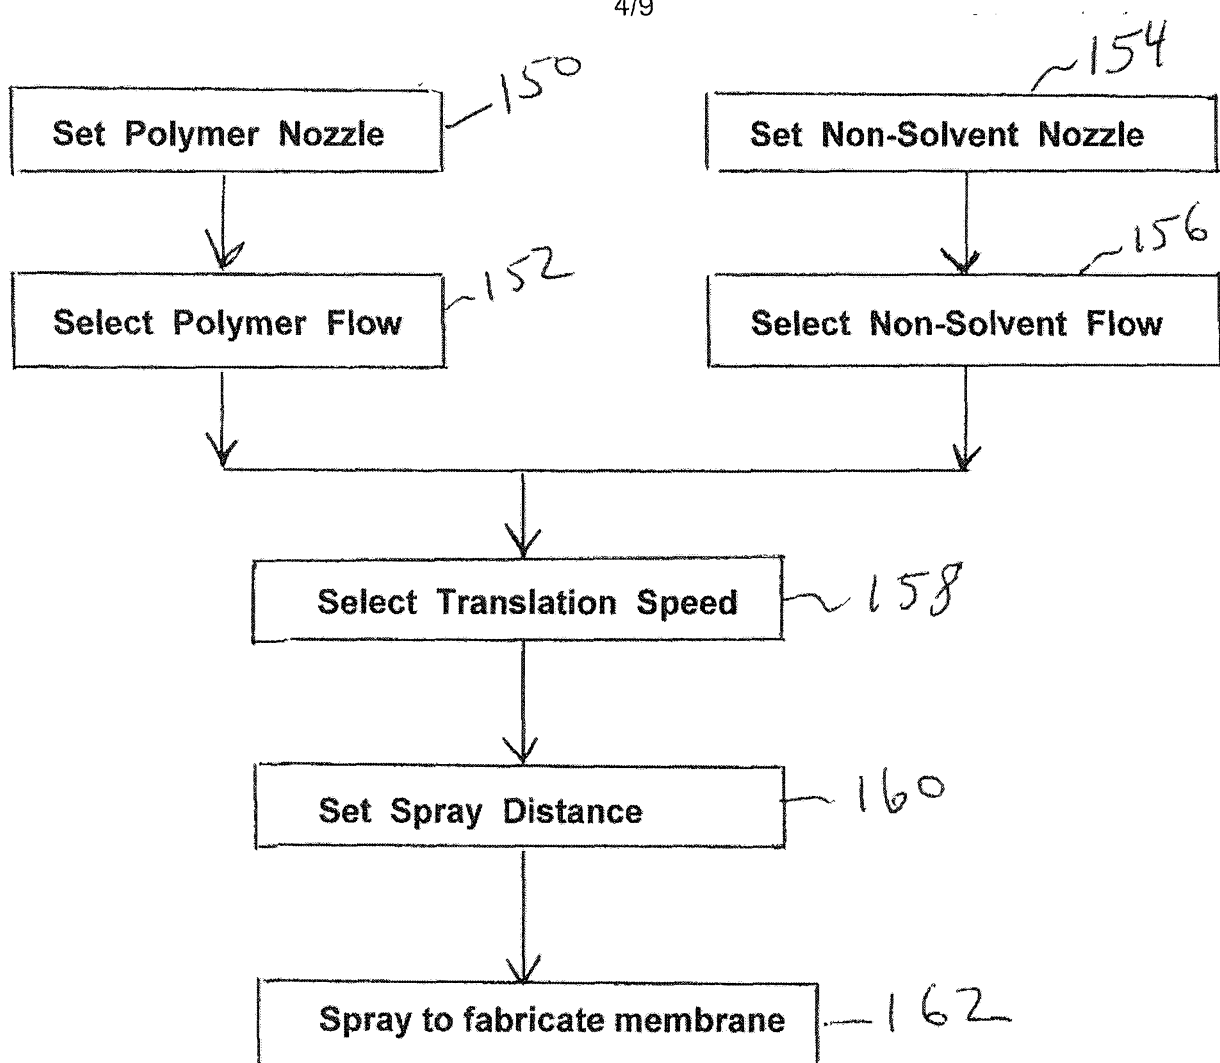 4/9
150
154
Set Polymer Nozzle
Set Non-Solvent Nozzle
152
156
Select Polymer Flow
Select Non-Solvent Flow
Select Translation Speed
158
Set Spray Distance
160
Spray to fabricate membrane
162